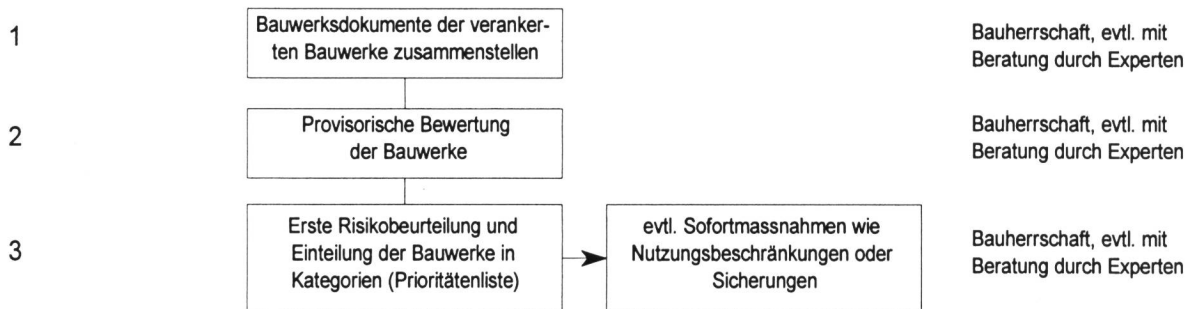 1
Bauwerksdokumente der veranker-
ten Bauwerke zusammenstellen
Bauherrschaft, evtl. mit
Beratung durch Experten
2
Provisorische Bewertung
der Bauwerke
Bauherrschaft, evtl. mit
Beratung durch Experten
3
Erste Risikobeurteilung und
Einteilung der Bauwerke in
Kategorien (Prioritätenliste)
evtl. Sofortmassnahmen wie
Nutzungsbeschränkungen oder
Sicherungen
Bauherrschaft, evtl. mit
Beratung durch Experten